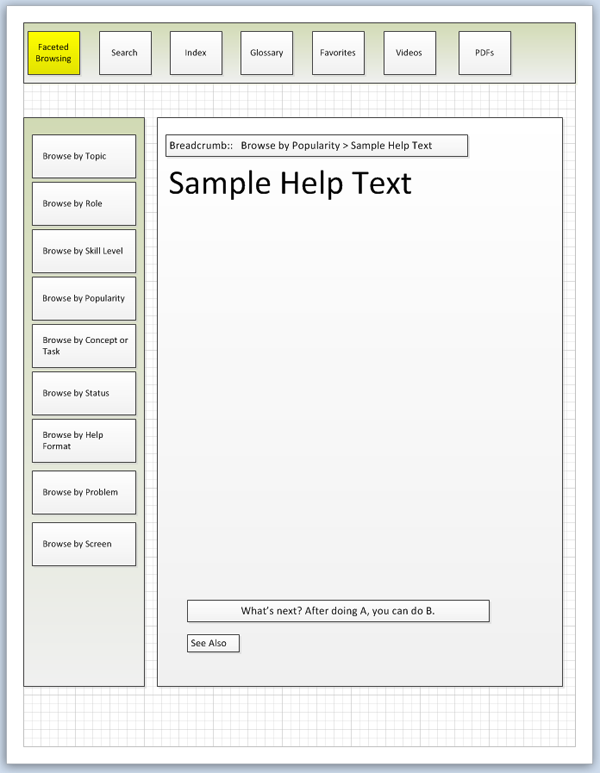 Faceted
Browsing
Search
Index
Glossary
Favorites
Videos
PDFs
Browse by Topic
Browse by Role
Browse by Skill Level
Browse by Popularity
Browse by Concept or
Task
Browse by Status
Browse by Help
Format
Browse by Problem
Browse by Screen
Breadcrumb:: Browse by Popularity > Sample Help Text
Sample Help Text
What's next? After doing A, you can do B.
See Also